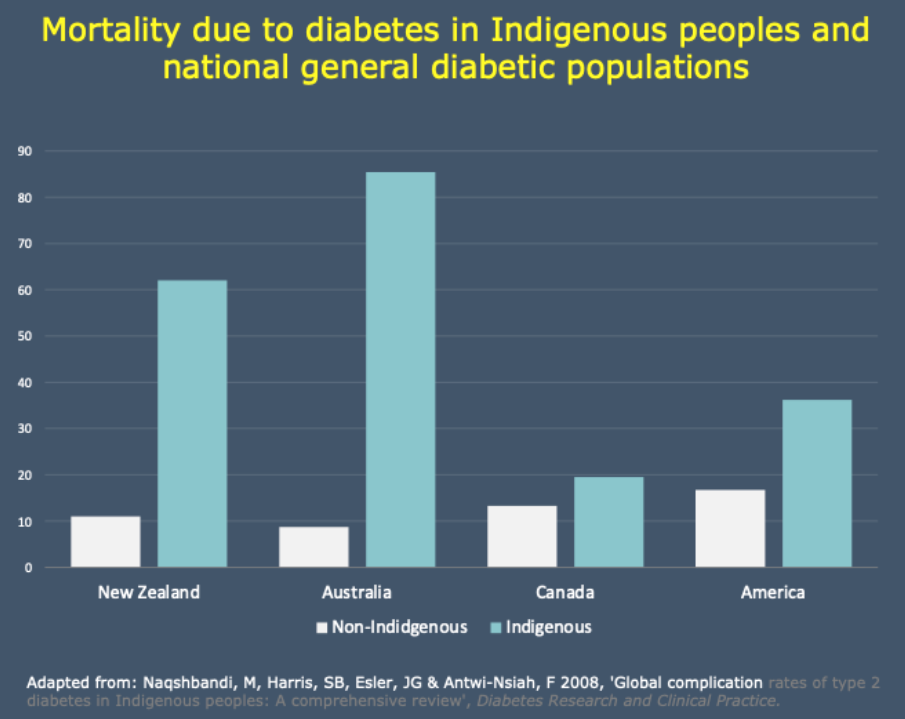 Mortality due to diabetes in Indigenous peoples and
national general diabetic populations
90
80
70
60
50
40
30
20
10
0
New Zealand Australia Canada America
Non-Indidgenous Indigenous
Adapted from: Naqshbandi, M, Harris, SB, Esler, JG & Antwi-Nsiah, F 2008, 'Global complication rates of type 2
diabetes in Indigenous peoples: A comprehensive review', Diabetes Research and Clinical Practice.